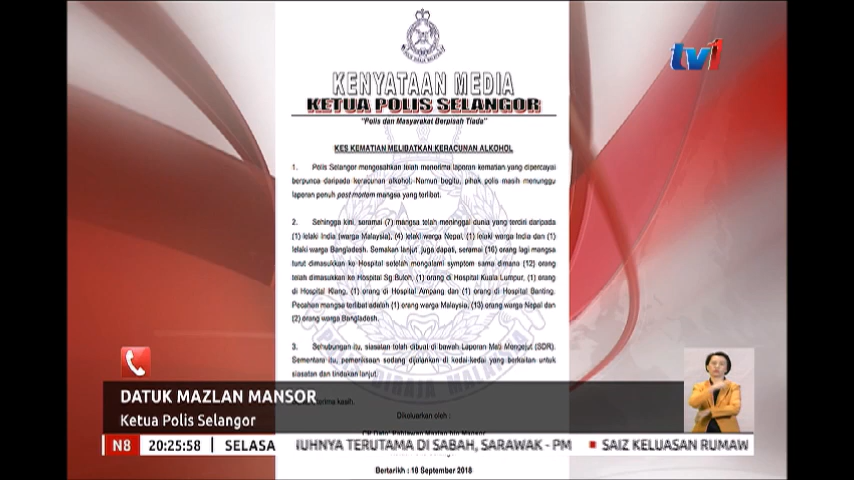 tv1
KENYATAAN MEDIA
KETUA POLIS SELANGOR
"Polis dan Masyarakat Berpisah Tiada"
KES KEMATIAN MELIBATKAN KERACUNAN ALKOHOL
1. Polis Selangor mengesahkan telah menerima laporan kematian yang dipercayai
berpunca daripada keracunan alkohol. Namun begitu, pihak polis masih menunggu
laporan penuh post mortem mangsa yang terlibat.
2. Sehingga kini, seramai (7) mangsa telah meninggal dunia yang terdiri daripada
(1) lelaki India (warga Malaysia), (4) lelaki warga Nepal, (1) lelaki warga India dan (1)
lelaki warga Bangladesh. Semakan lanjut juga dapati, seramai (16) orang lagi mangsa
turut dimasukkan ke Hospital setelah mengalami symptom sama dimana (12) orang
telah dimasukkan ke Hospital Sg Buloh, (1) orang di Hospital Kuala Lumpur, (1) orang
di Hospital Klang, (1) orang di Hospital Ampang dan (1) orang di Hospital Banting.
Pecahan mangsa terlibat adalah (1) orang warga Malaysia, (13) orang warga Nepal dan
(2) orang warga Bangladesh.
3. Sehubungan itu, siasatan telah dibuat di bawah Laporan Mati Mengejut (SDR).
Sementara itu, pemeriksaan sedang dijalankan di kedai-kedai yang berkaitan untuk
siasatan dan tindakan lanjut.
terima kasih.
Dikeluarkan oleh :
DATUK MAZLAN MANSOR
Ketua Polis Selangor
N8 20:25:58 SELASA UHNYA TERUTAMA DI SABAH, SARAWAK - PM ▪ SAIZ KELUASAN RUMAW
Bertarikh : 18 September 2018